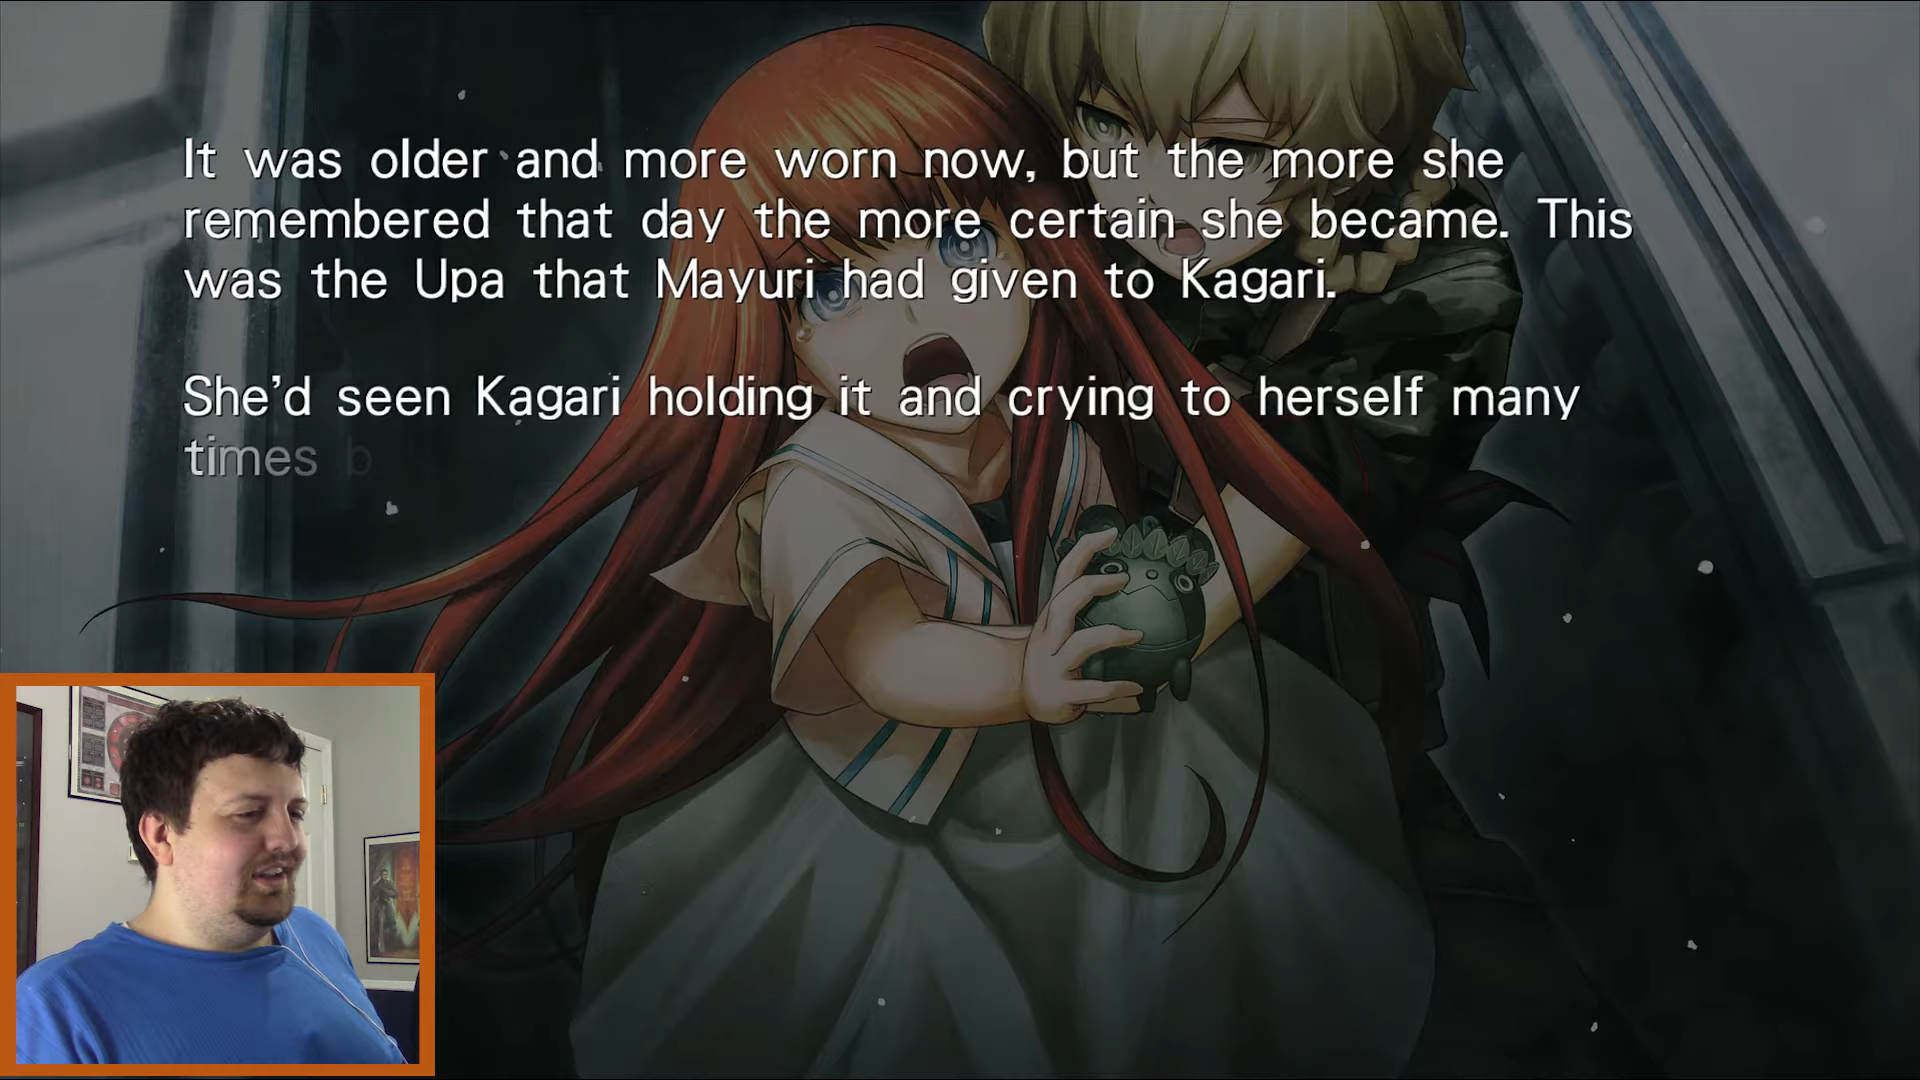 It was older and more worn now, but the more she
remembered that day the more certain she became. This
was the Upa that Mayuri had given to Kagari.
She'd seen Kagari holding it and crying to herself many
times b